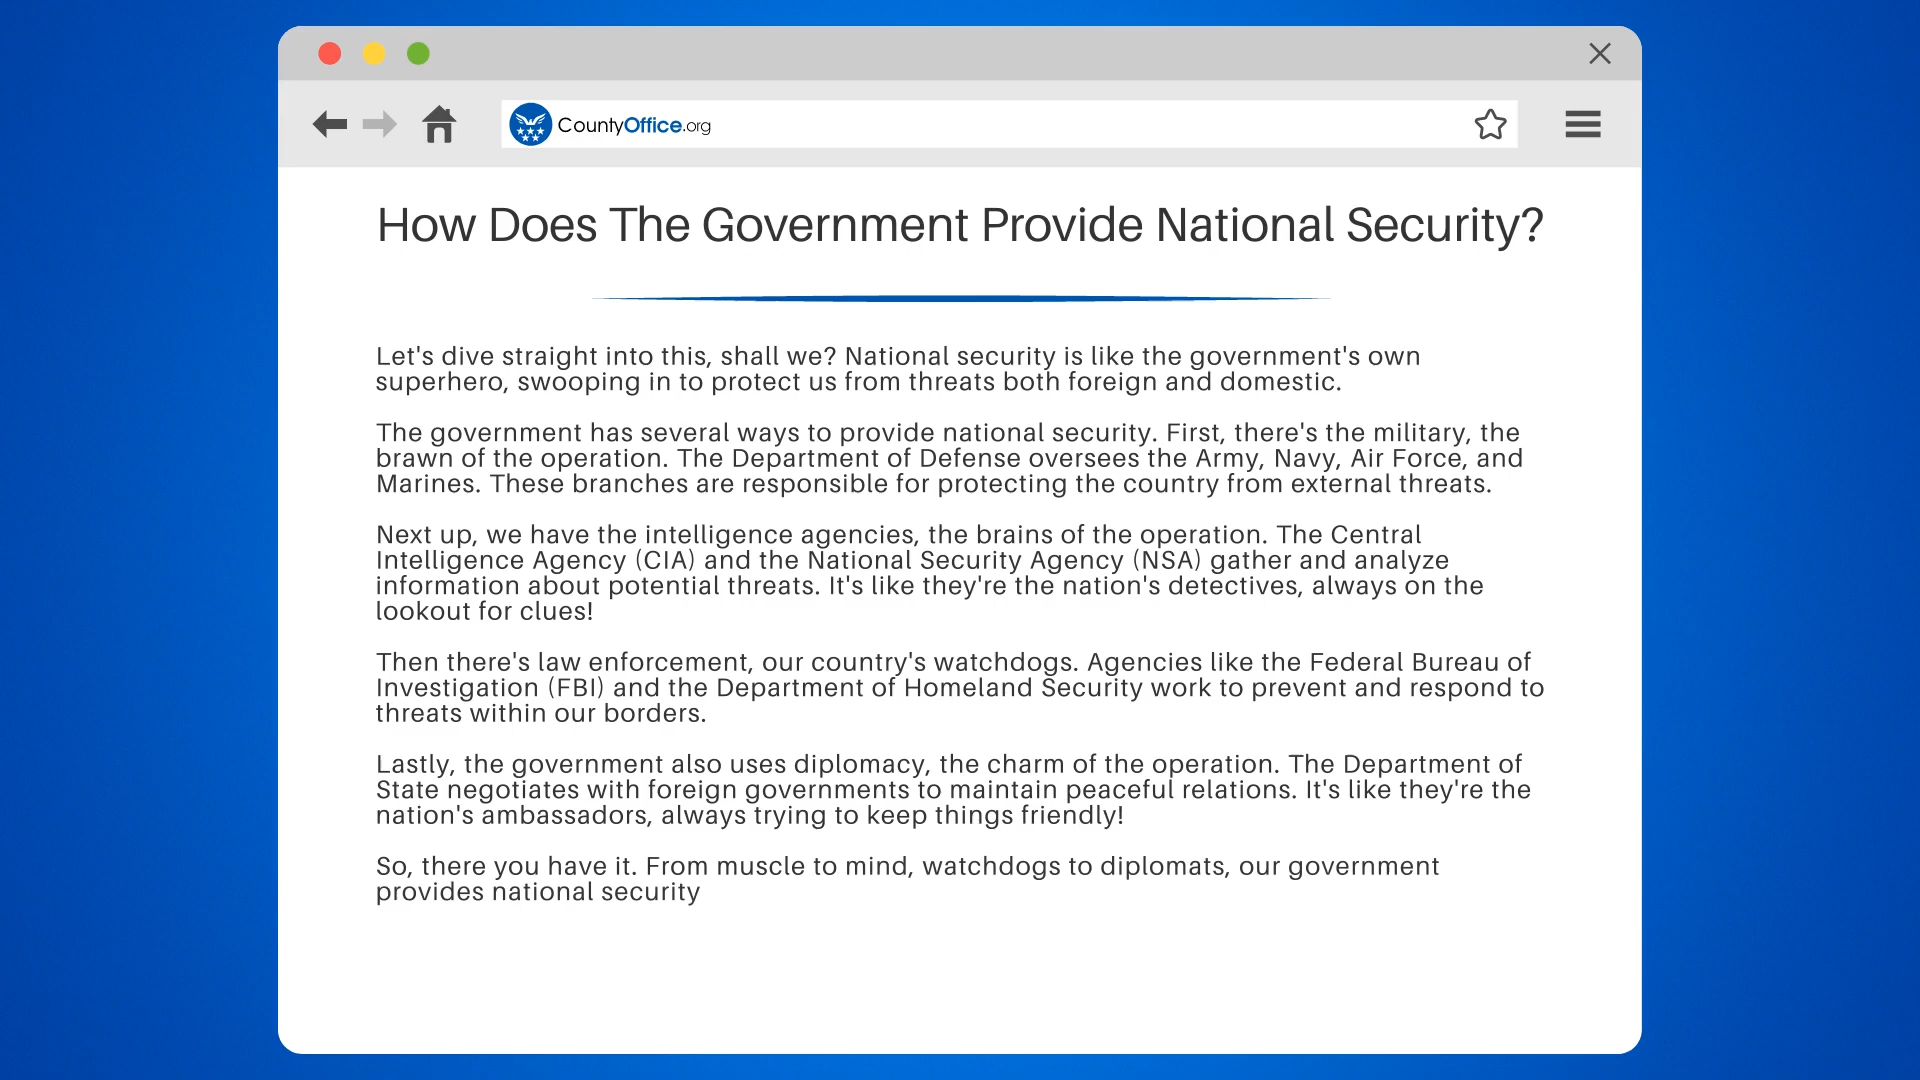 CountyOffice.org
How Does The Government Provide National Security?
Let's dive straight into this, shall we? National security is like the government's own
superhero, swooping in to protect us from threats both foreign and domestic.
The government has several ways to provide national security. First, there's the military, the
brawn of the operation. The Department of Defense oversees the Army, Navy, Air Force, and
Marines. These branches are responsible for protecting the country from external threats.
Next up, we have the intelligence agencies, the brains of the operation. The Central
Intelligence Agency (CIA) and the National Security Agency (NSA) gather and analyze
information about potential threats. It's like they're the nation's detectives, always on the
lookout for clues!
Then there's law enforcement, our country's watchdogs. Agencies like the Federal Bureau of
Investigation (FBI) and the Department of Homeland Security work to prevent and respond to
threats within our borders.
Lastly, the government also uses diplomacy, the charm of the operation. The Department of
State negotiates with foreign governments to maintain peaceful relations. It's like they're the
nation's ambassadors, always trying to keep things friendly!
So, there you have it. From muscle to mind, watchdogs to diplomats, our government
provides national security